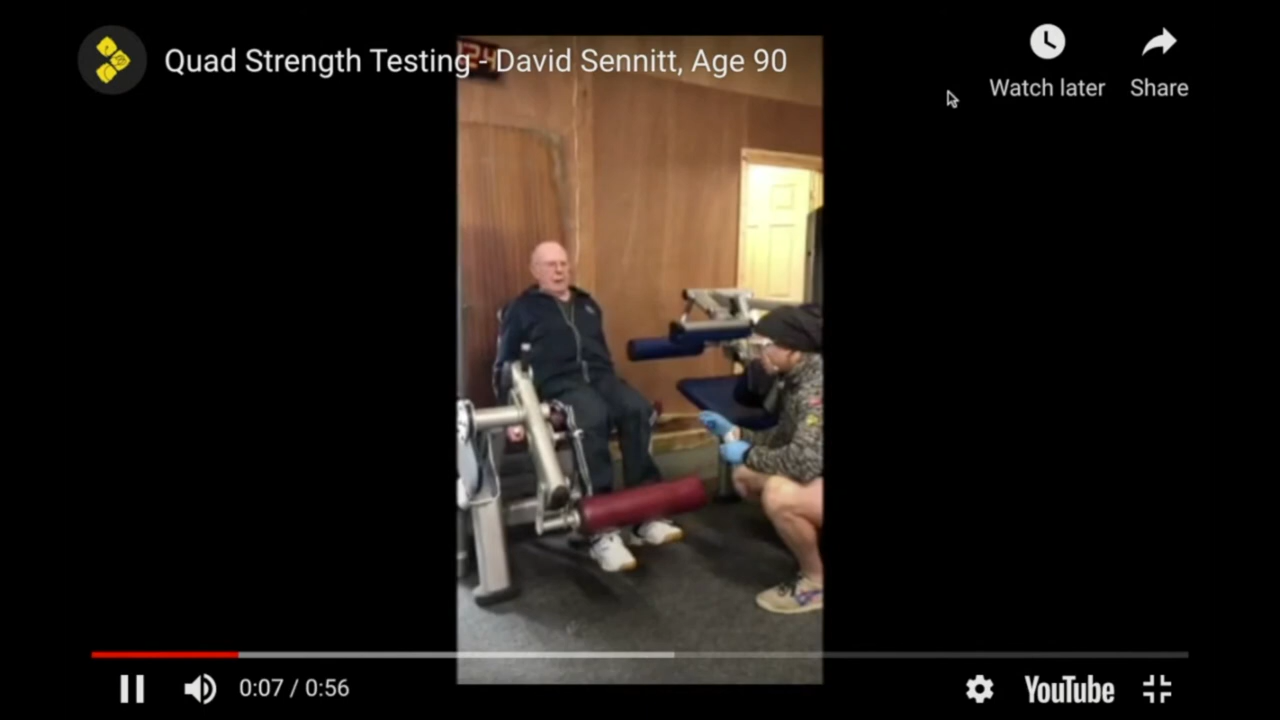 Quad Strength Testing - David Sennitt, Age 90
Watch later
Share
0:07 / 0:56
YouTube